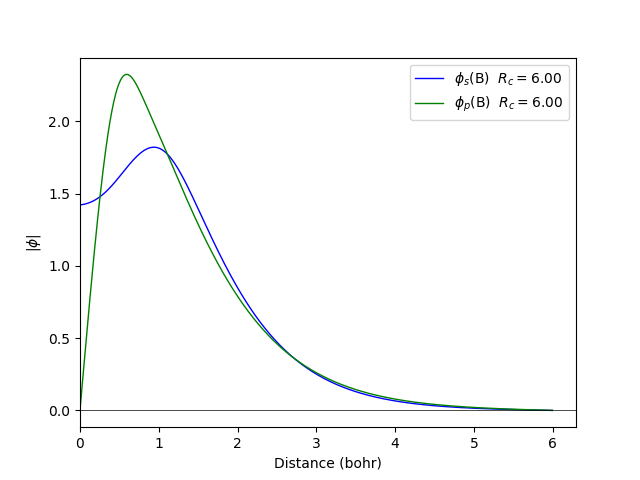 ϕs(B) Rc = 6.00
ϕp(B) Rc = 6.00
|ϕ|
2.0
1.5
1.0
0.5
0.0
0 1 2 3 4 5 6
Distance (bohr)